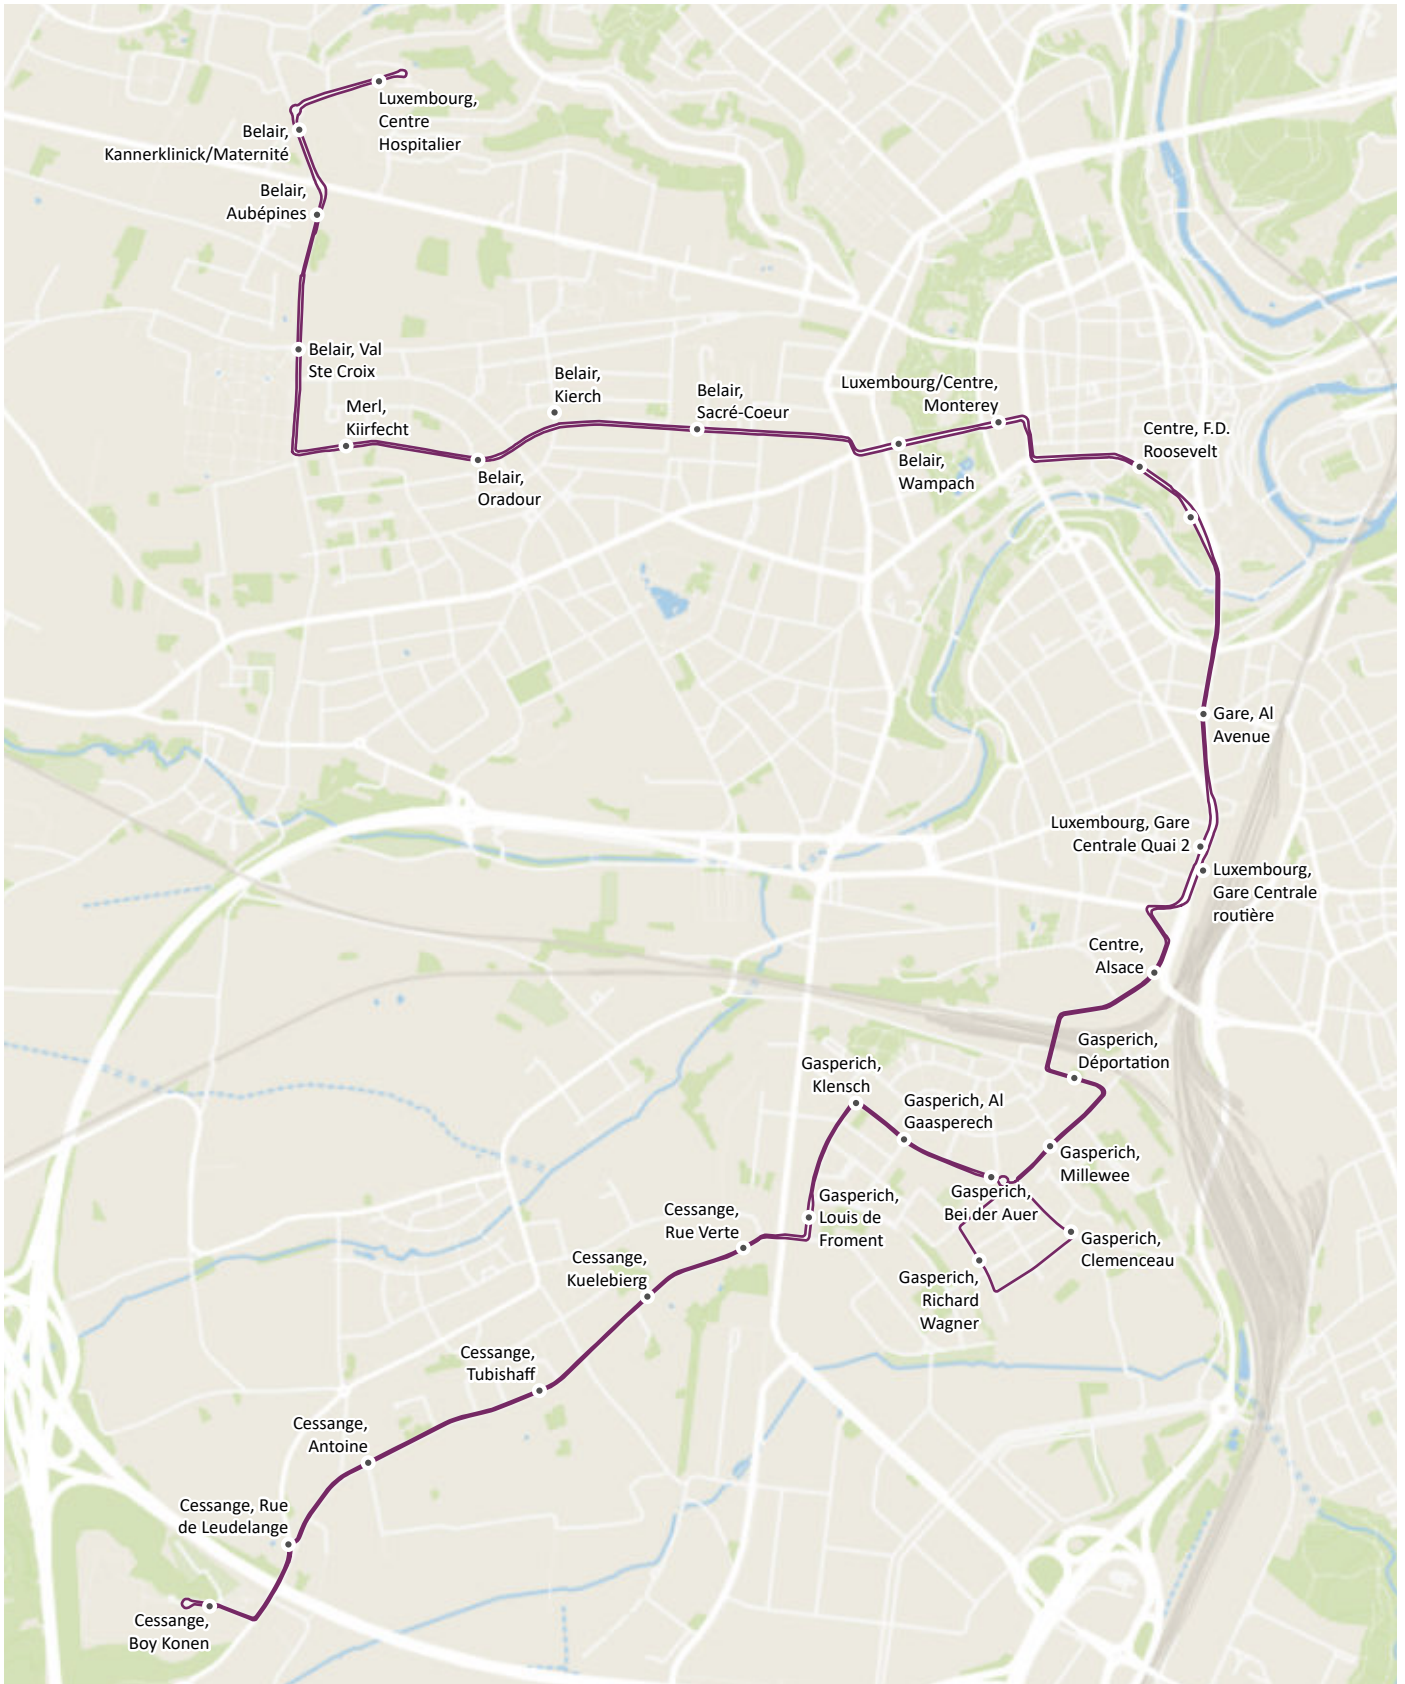 Luxembourg,
Centre
Hospitalier
Belair,
Kannerklinick/Maternité
Belair,
Aubépines
Belair, Val
Ste Croix
Merl,
Kiirfecht
Belair,
Oradour
Belair,
Kierch
Belair,
Sacré-Coeur
Luxembourg/Centre,
Monterey
Belair,
Wampach
Centre, F.D.
Roosevelt
Gare, Al
Avenue
Luxembourg, Gare
Centrale Quai 2
Luxembourg,
Gare Centrale
routière
Centre,
Alsace
Gasperich,
Déportation
Gasperich,
Millewee
Gasperich,
Clemenceau
Gasperich,
Richard
Wagner
Gasperich,
Bei der Auer
Gasperich, Al
Gaasperech
Gasperich,
Klensch
Gasperich,
Louis de
Froment
Cessange,
Rue Verte
Cessange,
Kuelebierg
Cessange,
Tubishaff
Cessange,
Antoine
Cessange, Rue
de Leudelange
Cessange,
Boy Konen